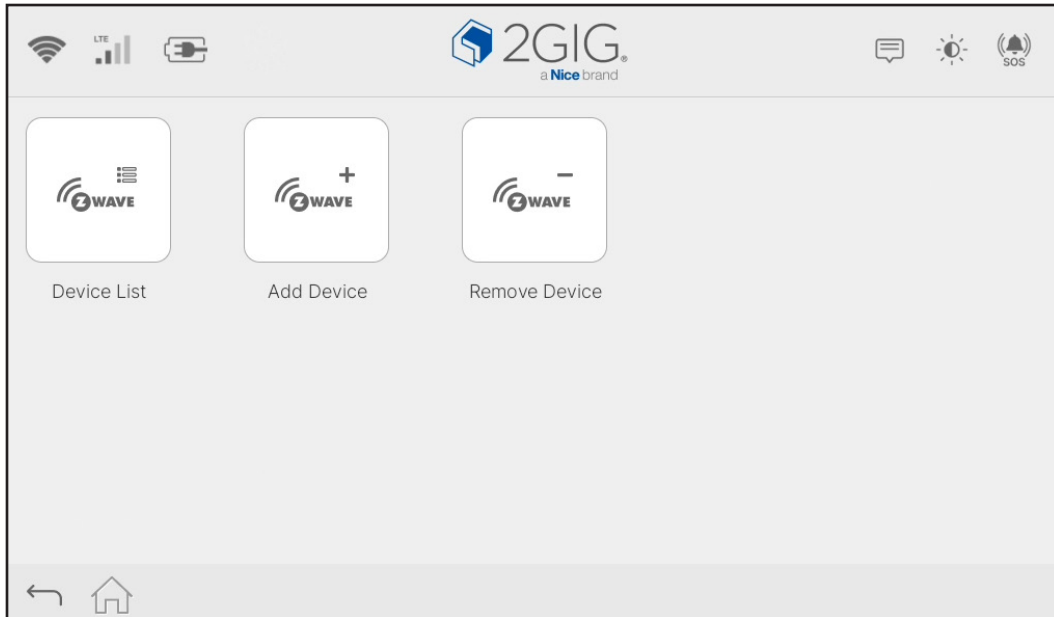 LTE
2GIG®
a Nice brand
SOS
Z WAVE
Z WAVE
Z WAVE
Device List
Add Device
Remove Device